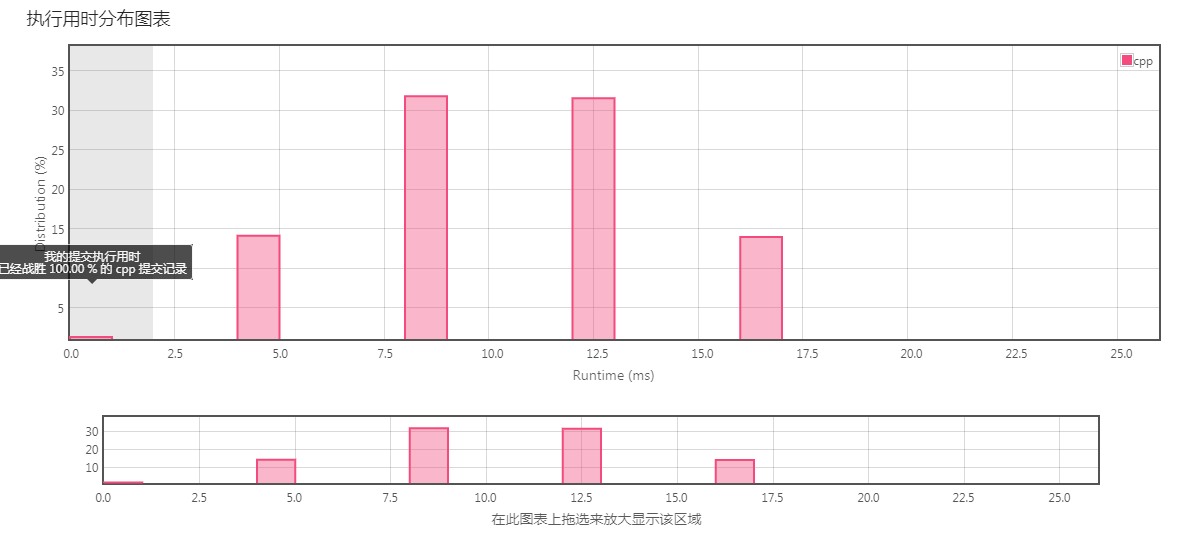 执行用时分布图表
cpp
35
30
25
20
15
5
Distribution (%)
我的提交执行用时
已经战胜 100.00 % 的 cpp 提交记录
0.0 2.5 5.0 7.5 10.0 12.5 15.0 17.5 20.0 22.5 25.0
Runtime (ms)
30
20
10
0.0 2.5 5.0 7.5 10.0 12.5 15.0 17.5 20.0 22.5 25.0
在此图表上拖选来放大显示该区域